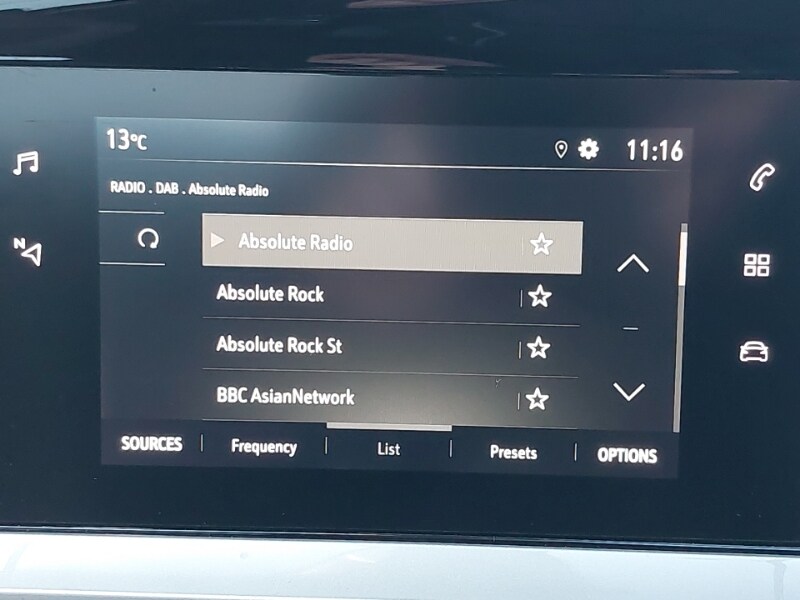 13°C 11:16
RADIO . DAB . Absolute Radio
Absolute Radio
Absolute Rock
Absolute Rock St
BBC AsianNetwork
SOURCES Frequency List Presets OPTIONS
N